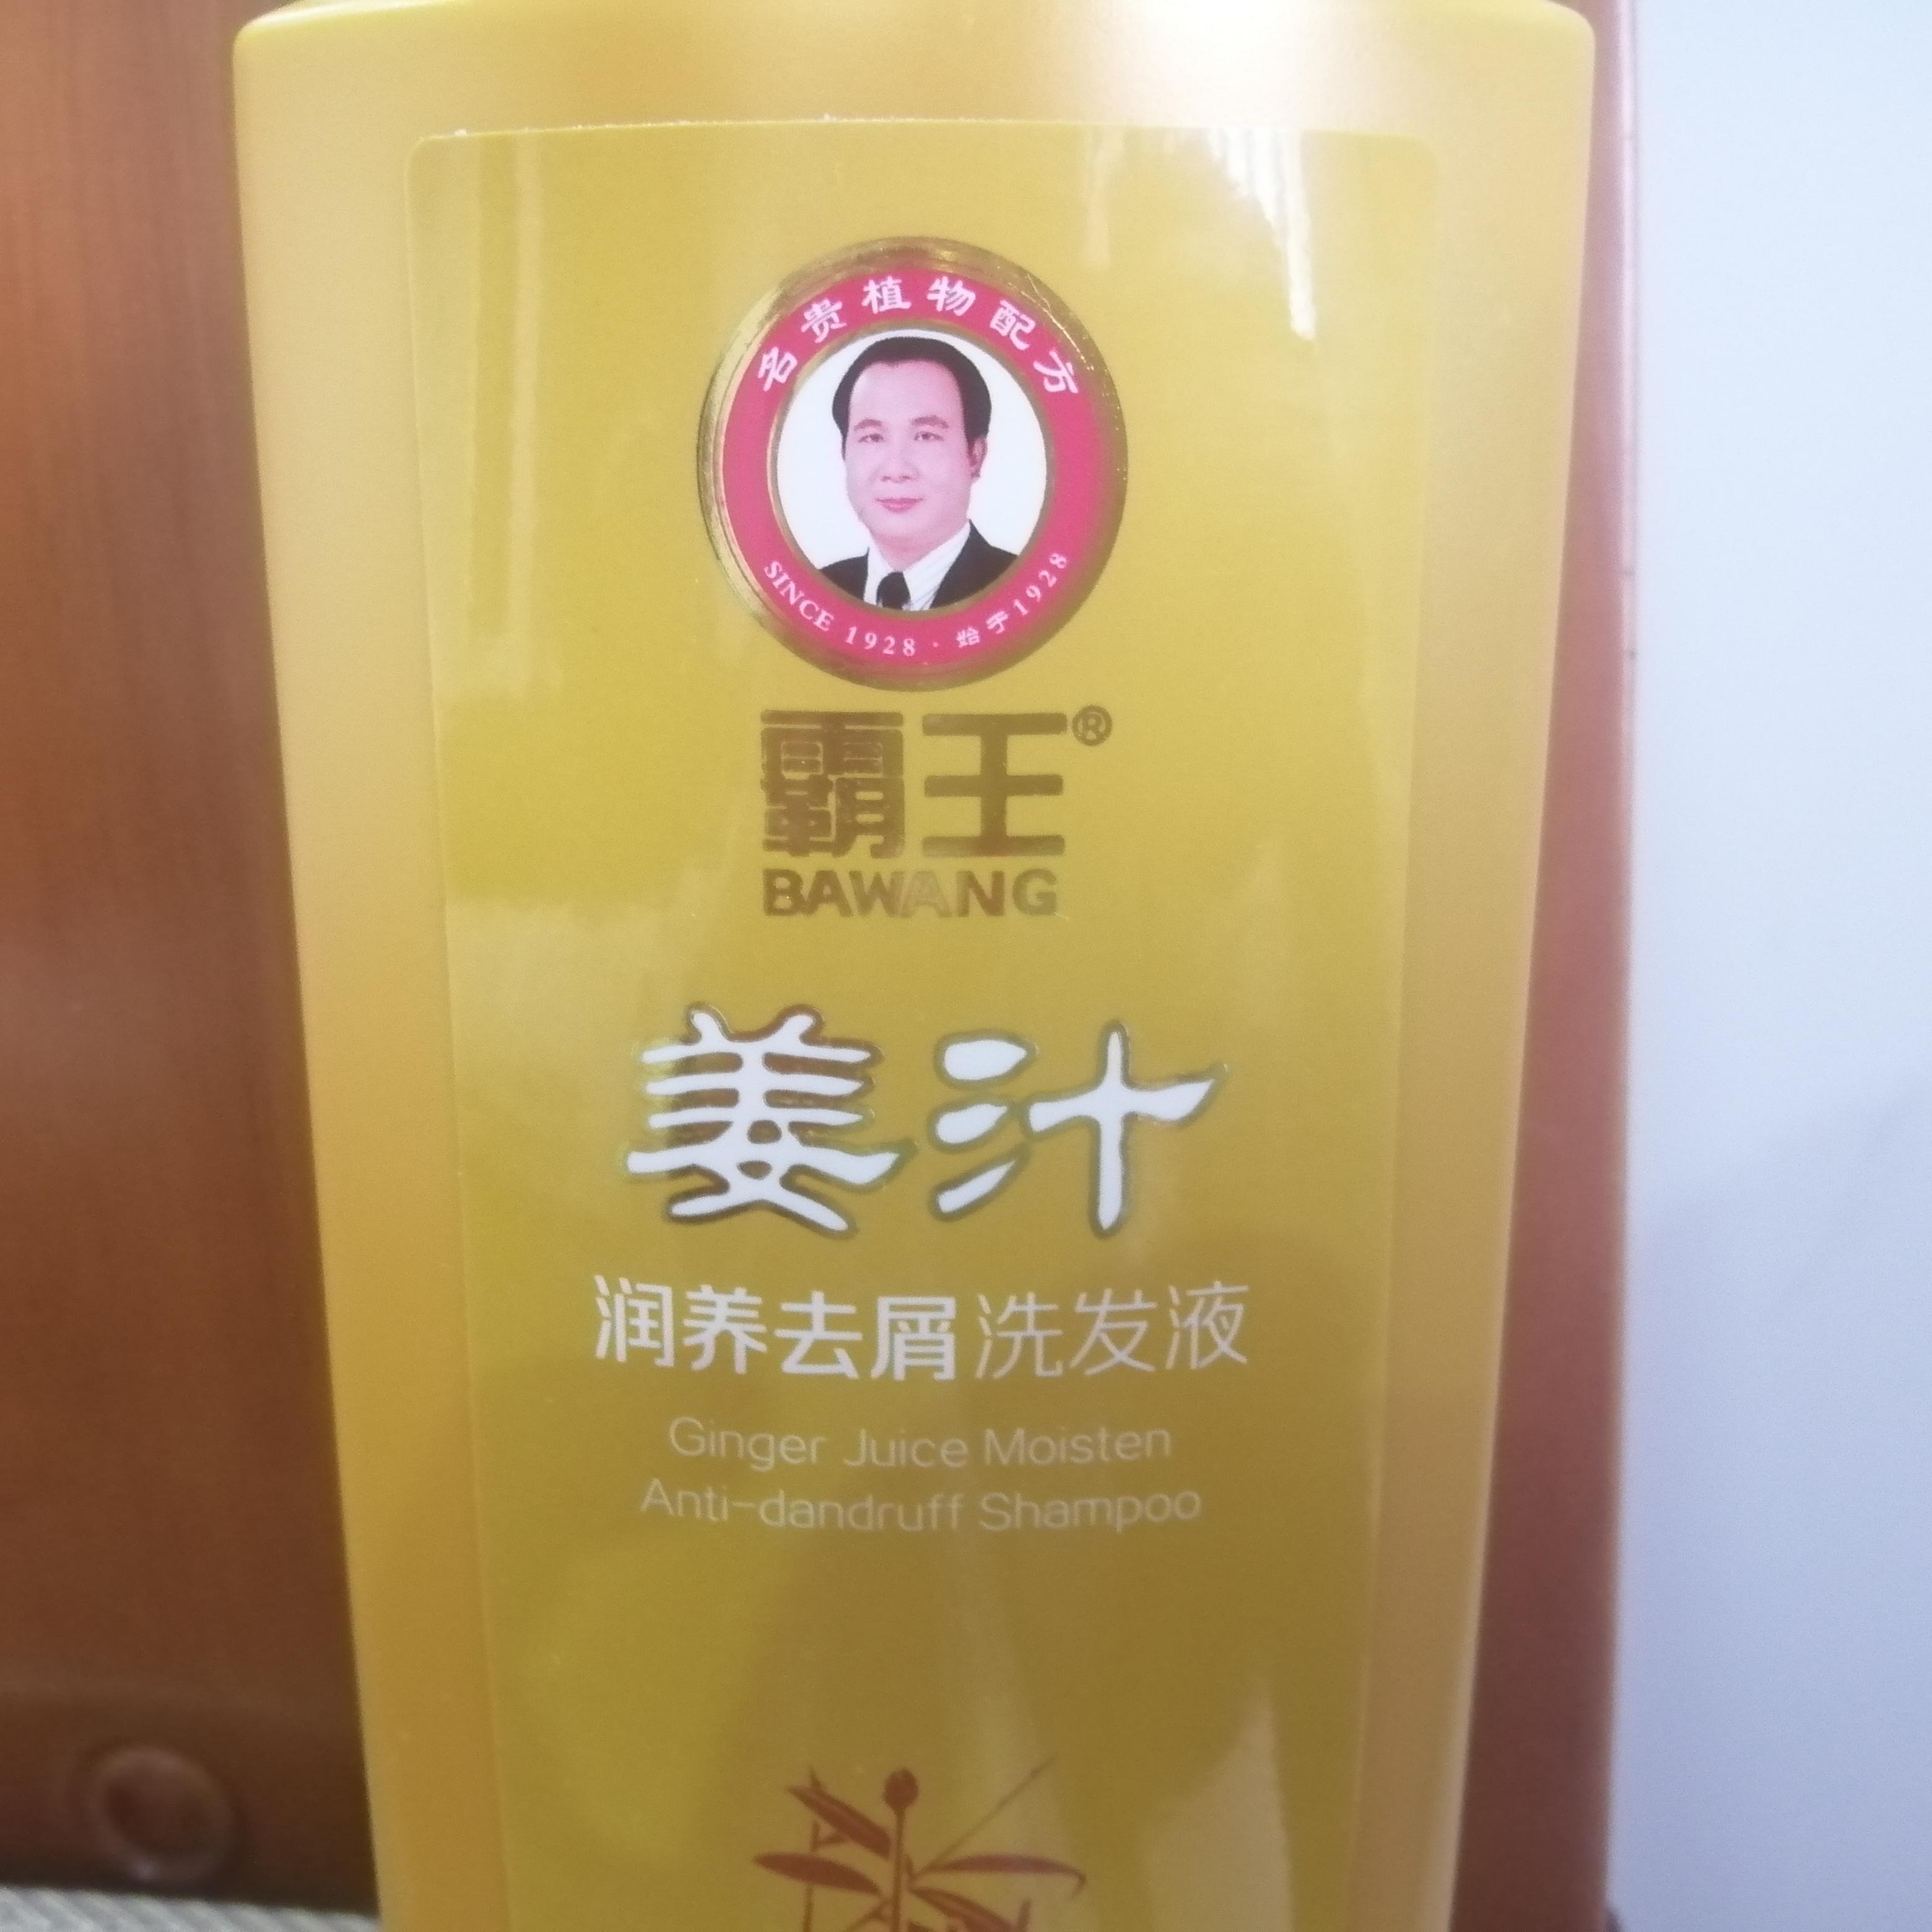 名贵植物配方
SINCE 1928 · 始于1928
霸王®
BAWANG
姜汁
润养去屑洗发液
Ginger Juice Moisten
Anti-dandruff Shampoo